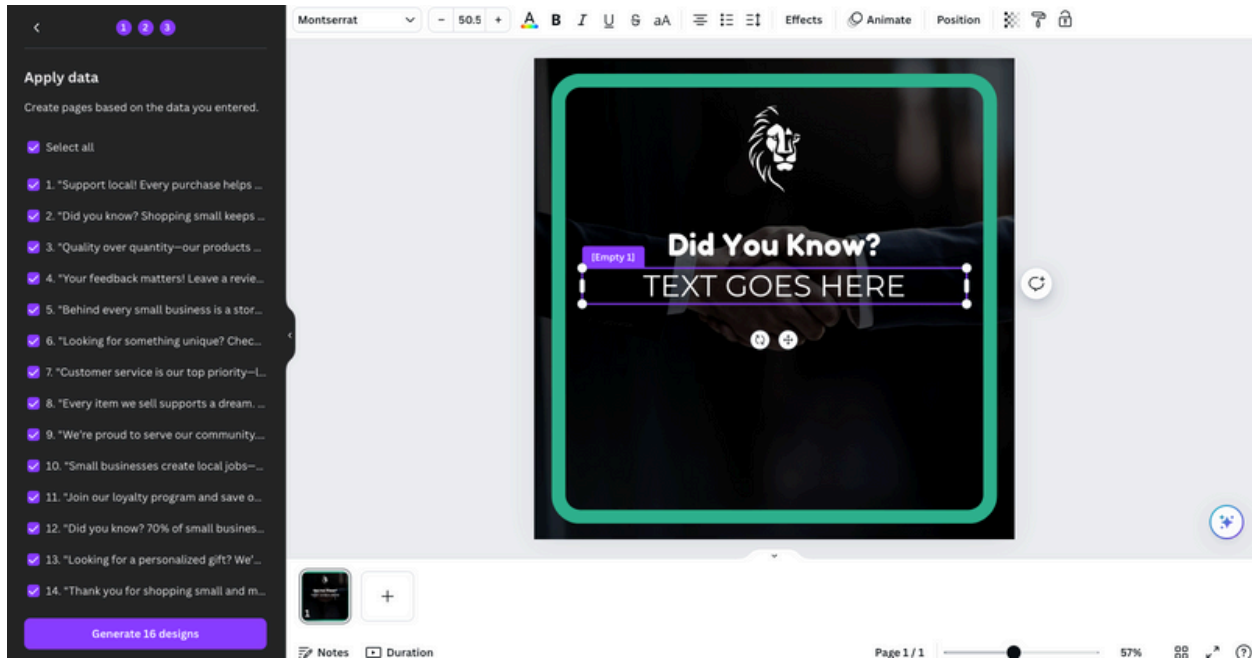 1 2 3
Apply data
Create pages based on the data you entered.
Select all
1. "Support local! Every purchase helps ...
2. "Did you know? Shopping small keeps ...
3. "Quality over quantity—our products ...
4. "Your feedback matters! Leave a revie...
5. "Behind every small business is a stor...
6. "Looking for something unique? Chec...
7. "Customer service is our top priority—l...
8. "Every item we sell supports a dream. ...
9. "We're proud to serve our community....
10. "Small businesses create local jobs—...
11. "Join our loyalty program and save o...
12. "Did you know? 70% of small busines...
13. "Looking for a personalized gift? We'...
14. "Thank you for shopping small and m...
Generate 16 designs
Montserrat - 50.5 + A B I U S aA Effects Animate Position
Did You Know?
[Empty 1]
TEXT GOES HERE
1
+
Notes Duration Page 1 / 1 57% ?